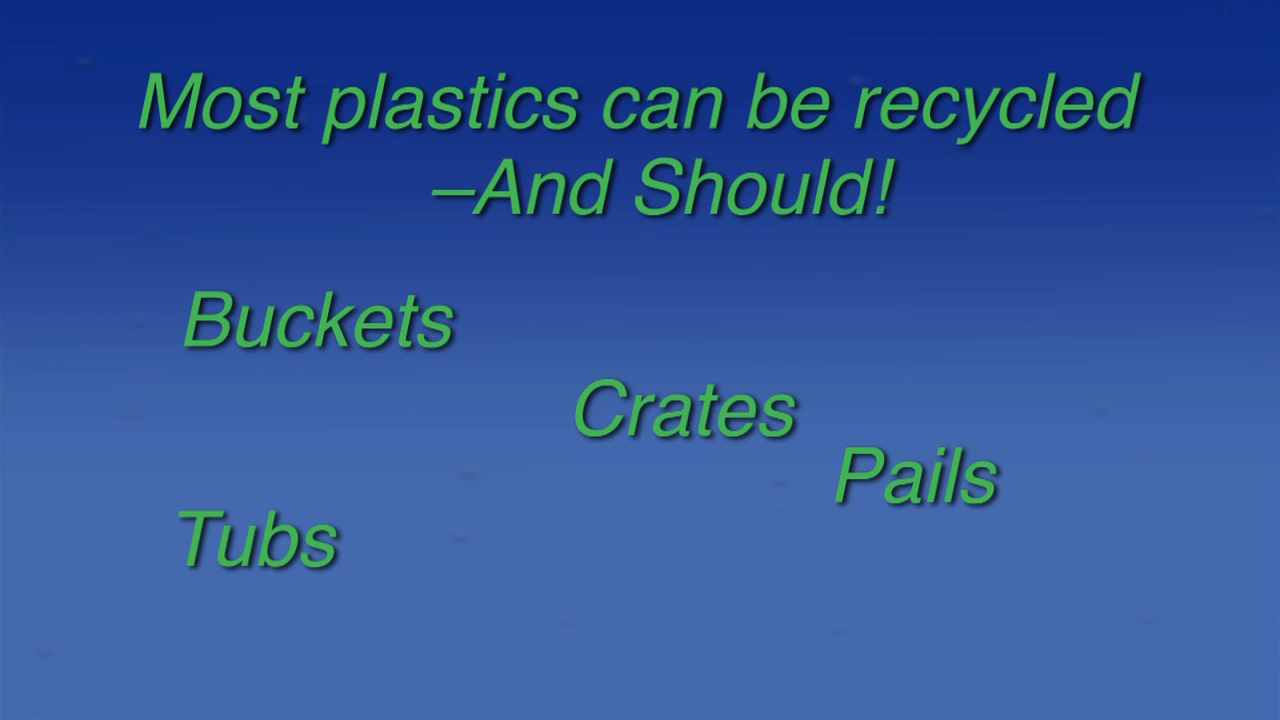 Most plastics can be recycled
–And Should!
Buckets
Crates
Pails
Tubs